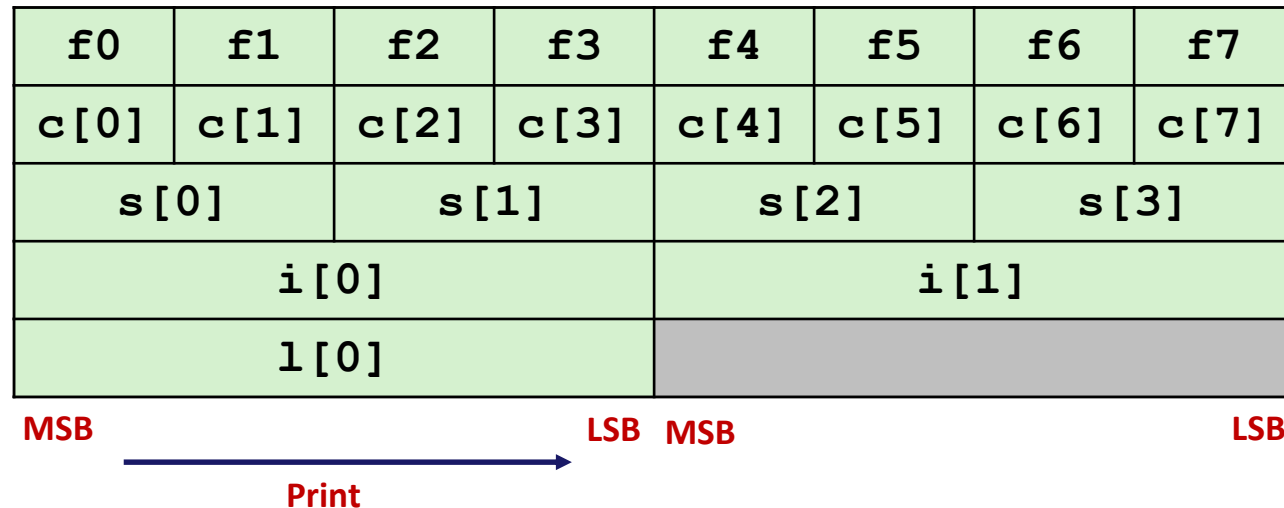 f0 f1 f2 f3 f4 f5 f6 f7
c[0] c[1] c[2] c[3] c[4] c[5] c[6] c[7]
s[0] s[1] s[2] s[3]
i[0] i[1]
l[0]
MSB LSB MSB LSB
Print